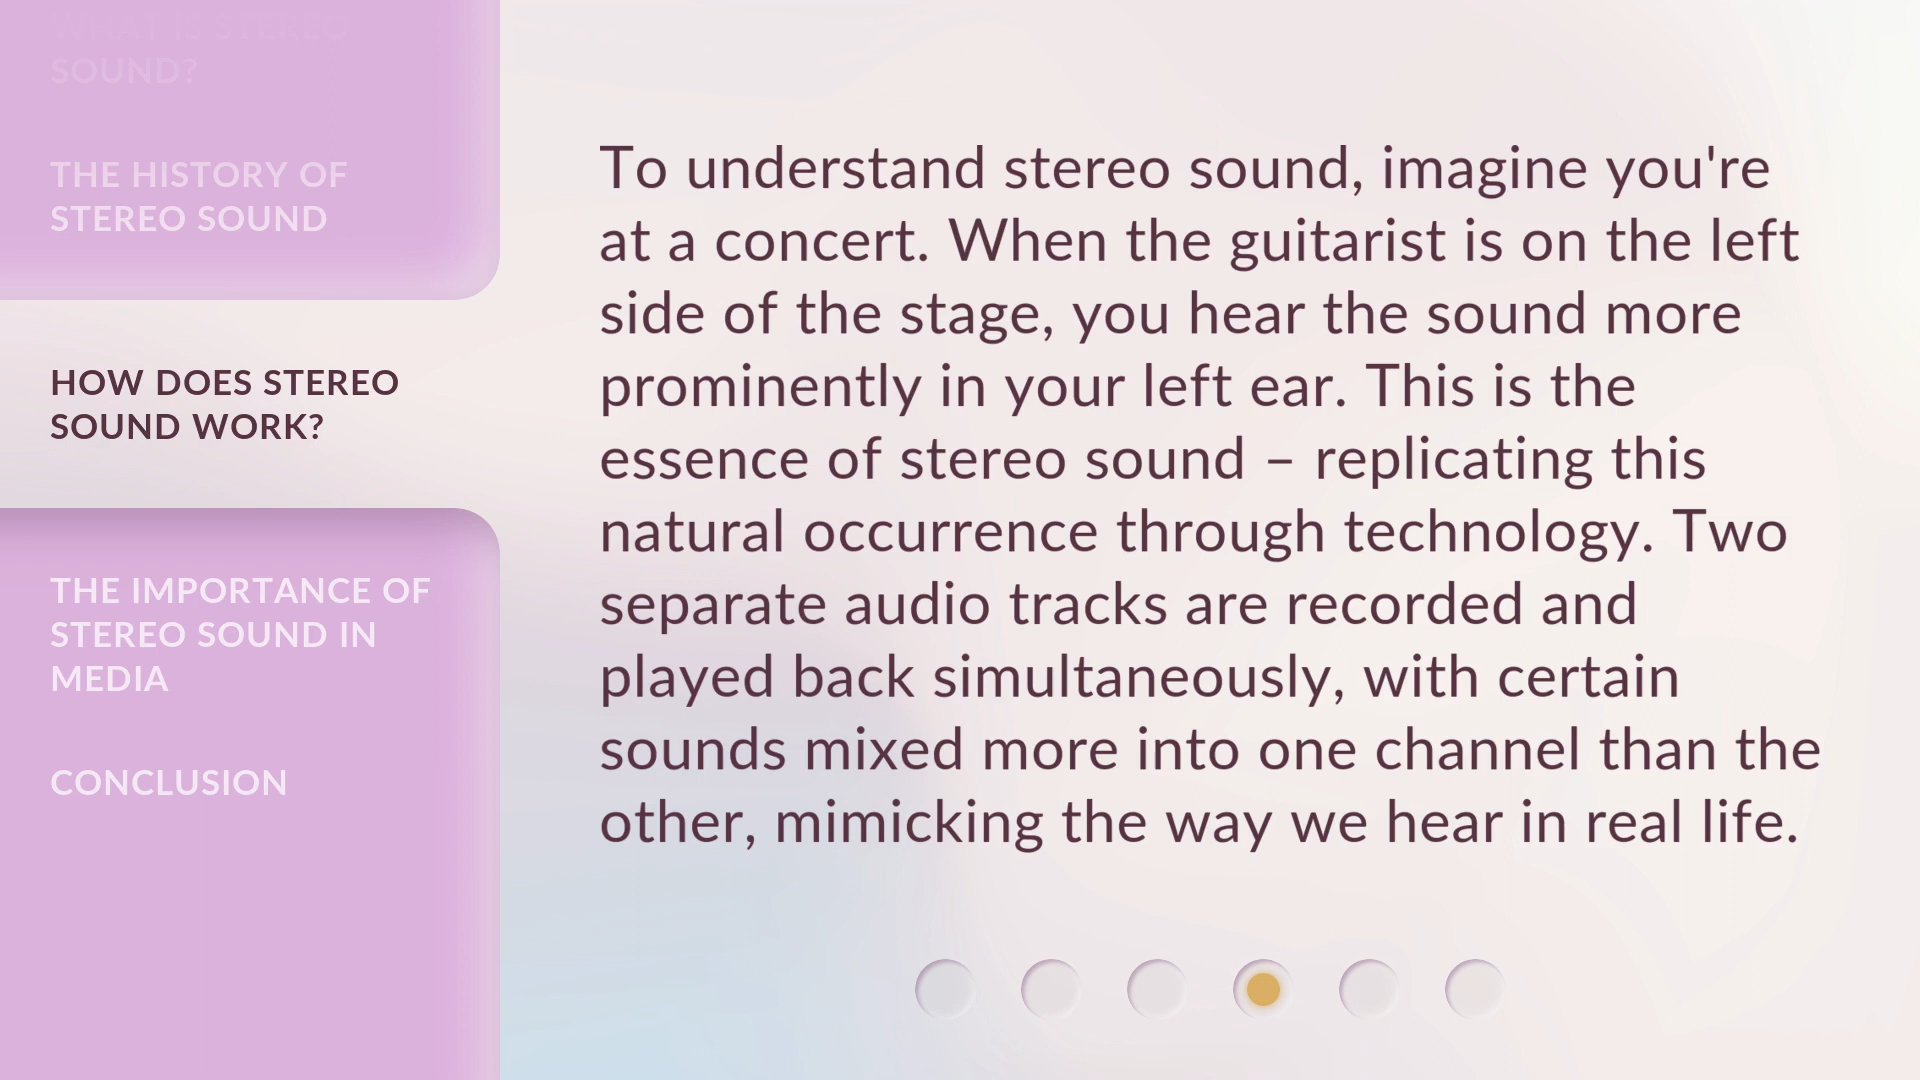 WHAT IS STEREO
SOUND?
THE HISTORY OF
STEREO SOUND
HOW DOES STEREO
SOUND WORK?
THE IMPORTANCE OF
STEREO SOUND IN
MEDIA
CONCLUSION
To understand stereo sound, imagine you're
at a concert. When the guitarist is on the left
side of the stage, you hear the sound more
prominently in your left ear. This is the
essence of stereo sound – replicating this
natural occurrence through technology. Two
separate audio tracks are recorded and
played back simultaneously, with certain
sounds mixed more into one channel than the
other, mimicking the way we hear in real life.